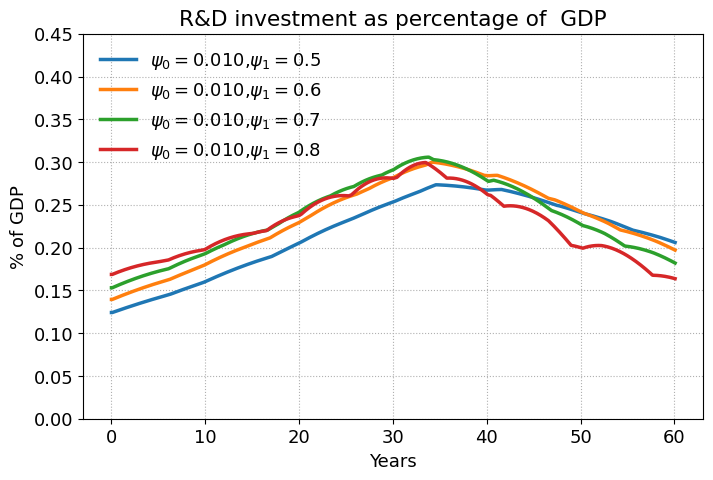 R&D investment as percentage of  GDP
% of GDP
0.45
0.40
0.35
0.30
0.25
0.20
0.15
0.10
0.05
0.00
ψ₀ = 0.010,ψ₁ = 0.5
ψ₀ = 0.010,ψ₁ = 0.6
ψ₀ = 0.010,ψ₁ = 0.7
ψ₀ = 0.010,ψ₁ = 0.8
0 10 20 30 40 50 60
Years